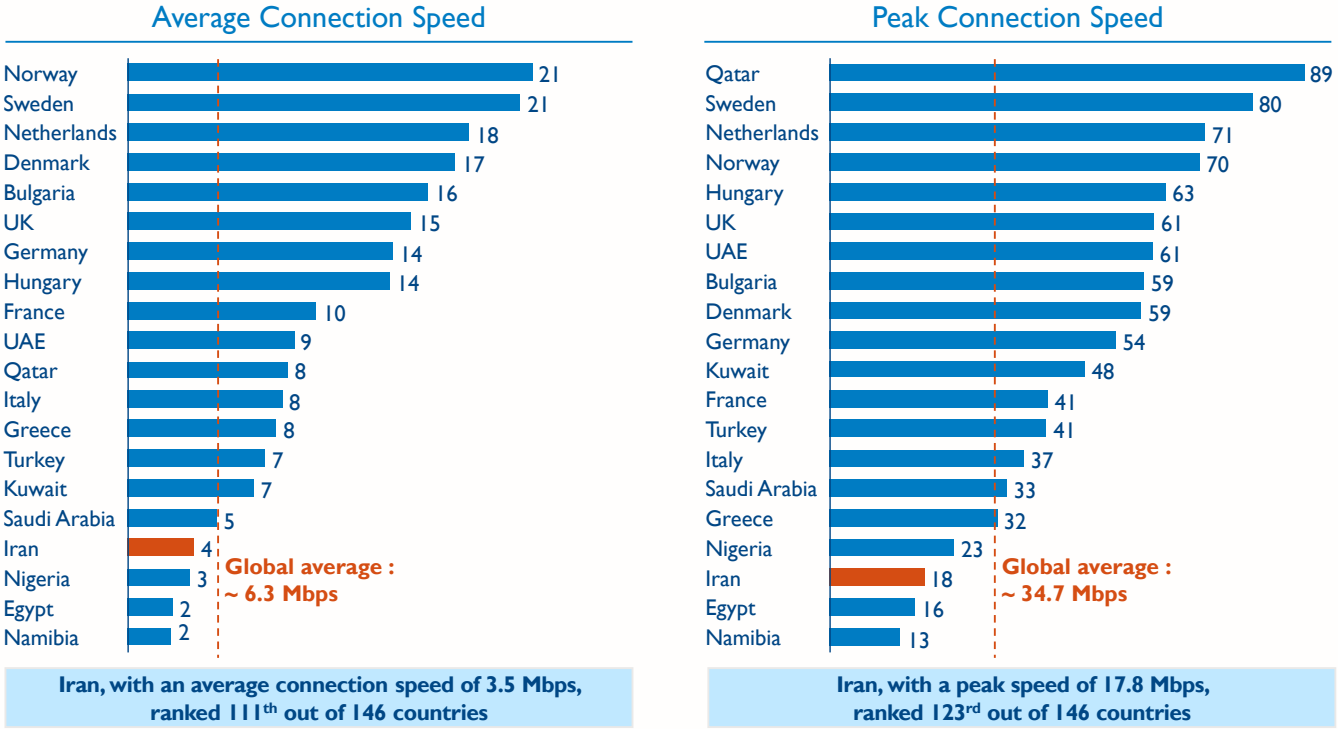 Average Connection Speed
Norway 21
Sweden 21
Netherlands 18
Denmark 17
Bulgaria 16
UK 15
Germany 14
Hungary 14
France 10
UAE 9
Qatar 8
Italy 8
Greece 8
Turkey 7
Kuwait 7
Saudi Arabia 5
Iran 4
Nigeria 3
Egypt 2
Namibia 2
Global average :
~ 6.3 Mbps
Iran, with an average connection speed of 3.5 Mbps,
ranked 111th out of 146 countries
Peak Connection Speed
Qatar 89
Sweden 80
Netherlands 71
Norway 70
Hungary 63
UK 61
UAE 61
Bulgaria 59
Denmark 59
Germany 54
Kuwait 48
France 41
Turkey 41
Italy 37
Saudi Arabia 33
Greece 32
Nigeria 23
Iran 18
Egypt 16
Namibia 13
Global average :
~ 34.7 Mbps
Iran, with a peak speed of 17.8 Mbps,
ranked 123rd out of 146 countries